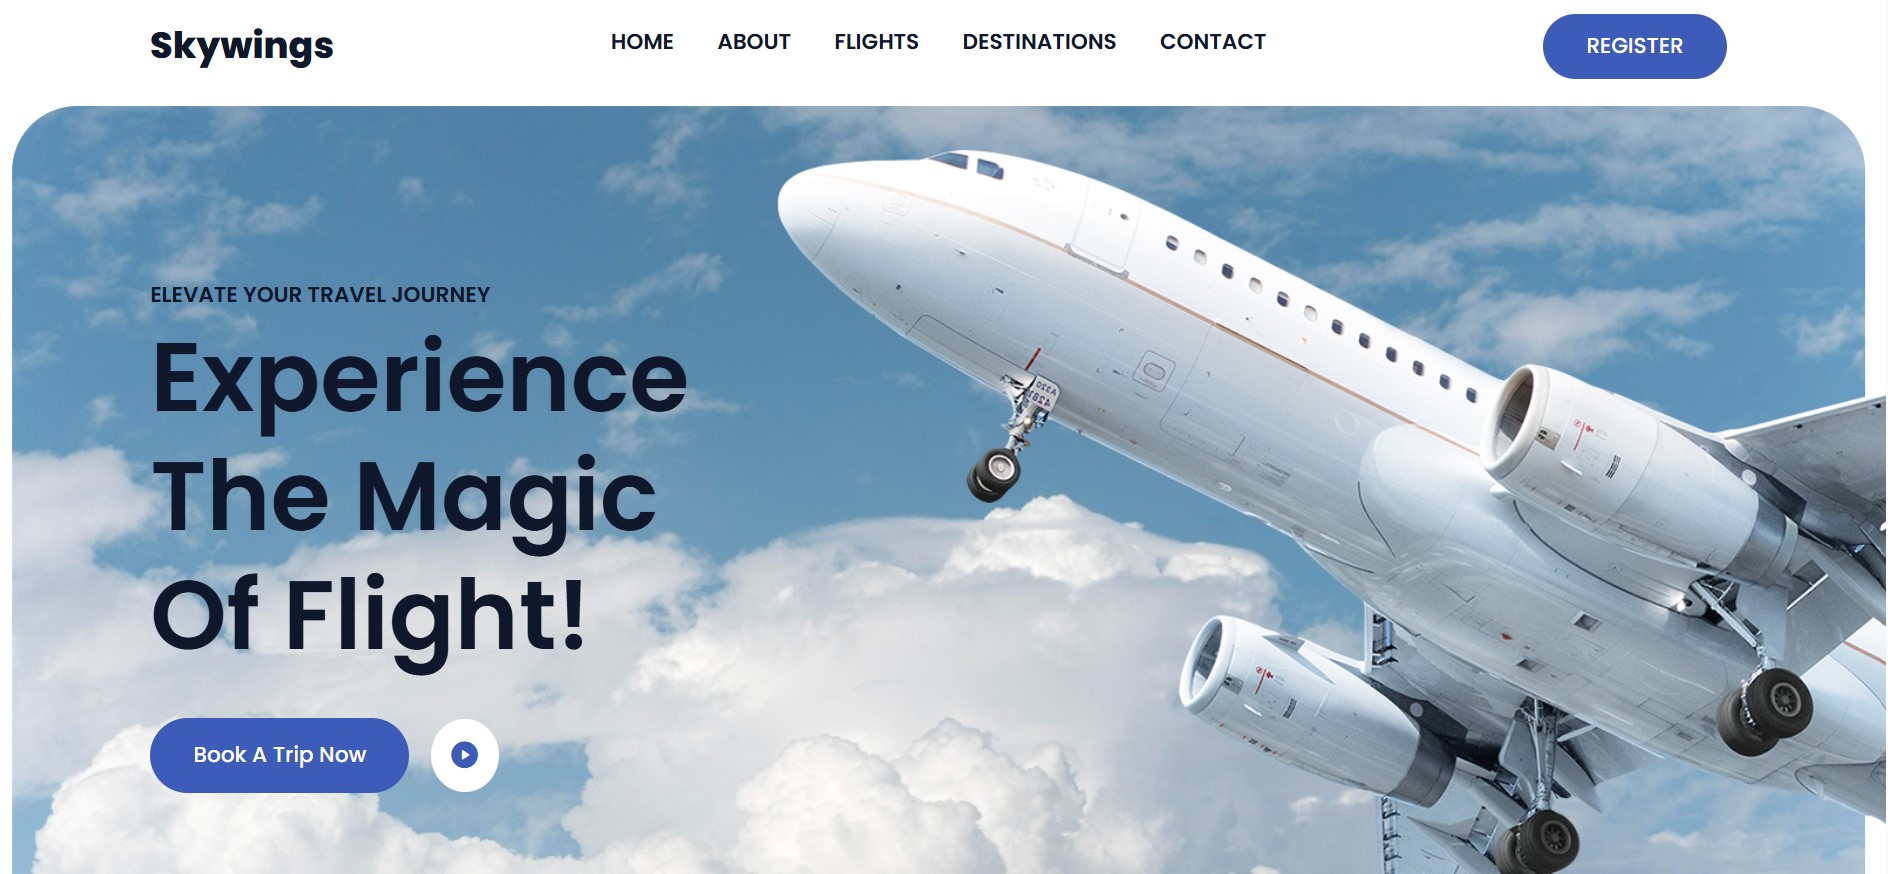 Skywings
HOME ABOUT FLIGHTS DESTINATIONS CONTACT
REGISTER
ELEVATE YOUR TRAVEL JOURNEY
Experience
The Magic
Of Flight!
Book A Trip Now